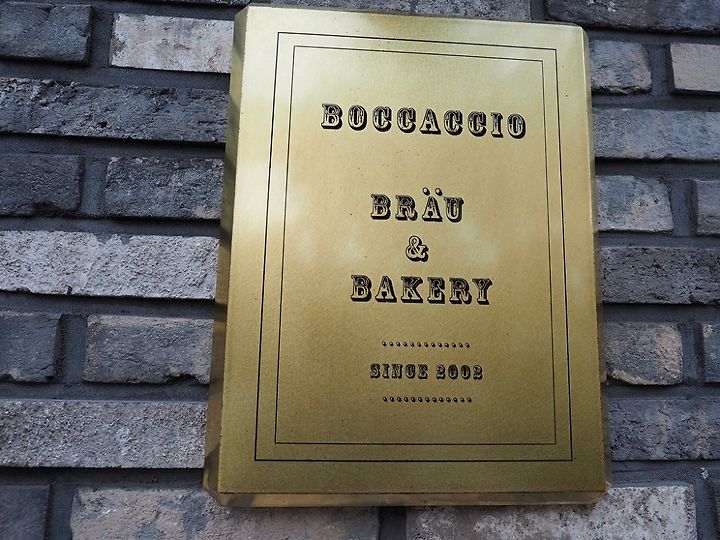 BOCCACCIO
BRÄU
&
BAKERY
SINCE 2002